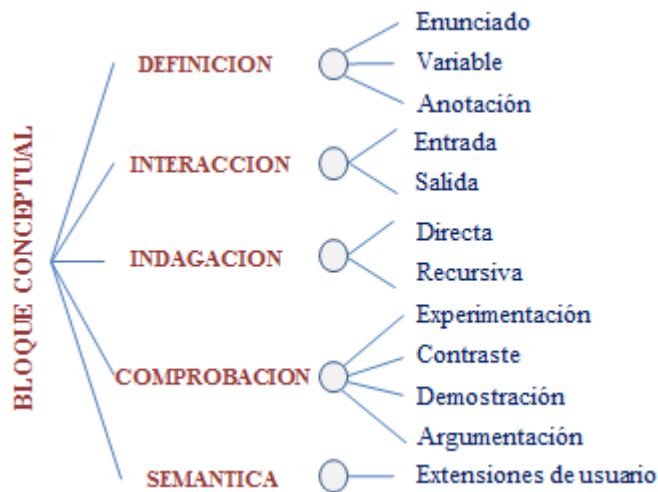 BLOQUE CONCEPTUAL
DEFINICION
Enunciado
Variable
Anotación
INTERACCION
Entrada
Salida
INDAGACION
Directa
Recursiva
COMPROBACION
Experimentación
Contraste
Demostración
Argumentación
SEMANTICA
Extensiones de usuario